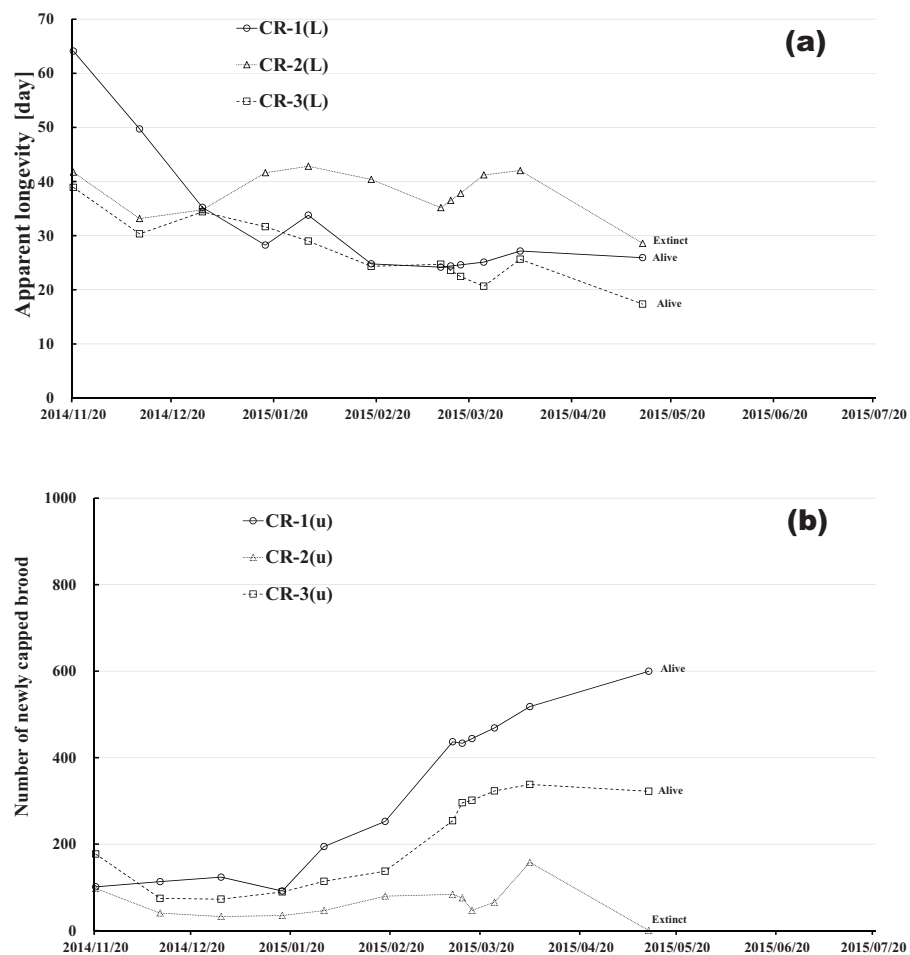 70
60
50
40
30
20
10
0
Apparent longevity [day]
CR-1(L)
CR-2(L)
CR-3(L)
(a)
Extinct
Alive
Alive
2014/11/20 2014/12/20 2015/01/20 2015/02/20 2015/03/20 2015/04/20 2015/05/20 2015/06/20 2015/07/20
1000
800
600
400
200
0
Number of newly capped brood
CR-1(u)
CR-2(u)
CR-3(u)
(b)
Alive
Alive
Extinct
2014/11/20 2014/12/20 2015/01/20 2015/02/20 2015/03/20 2015/04/20 2015/05/20 2015/06/20 2015/07/20